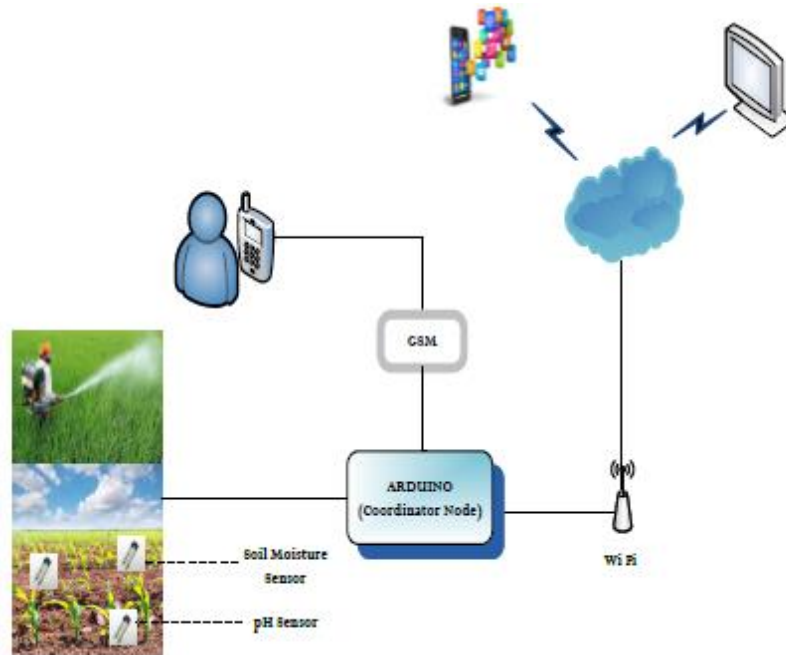 GSM
ARDUINO
(Coordinator Node)
Soil Moisture
Sensor
pH Sensor
Wi Fi